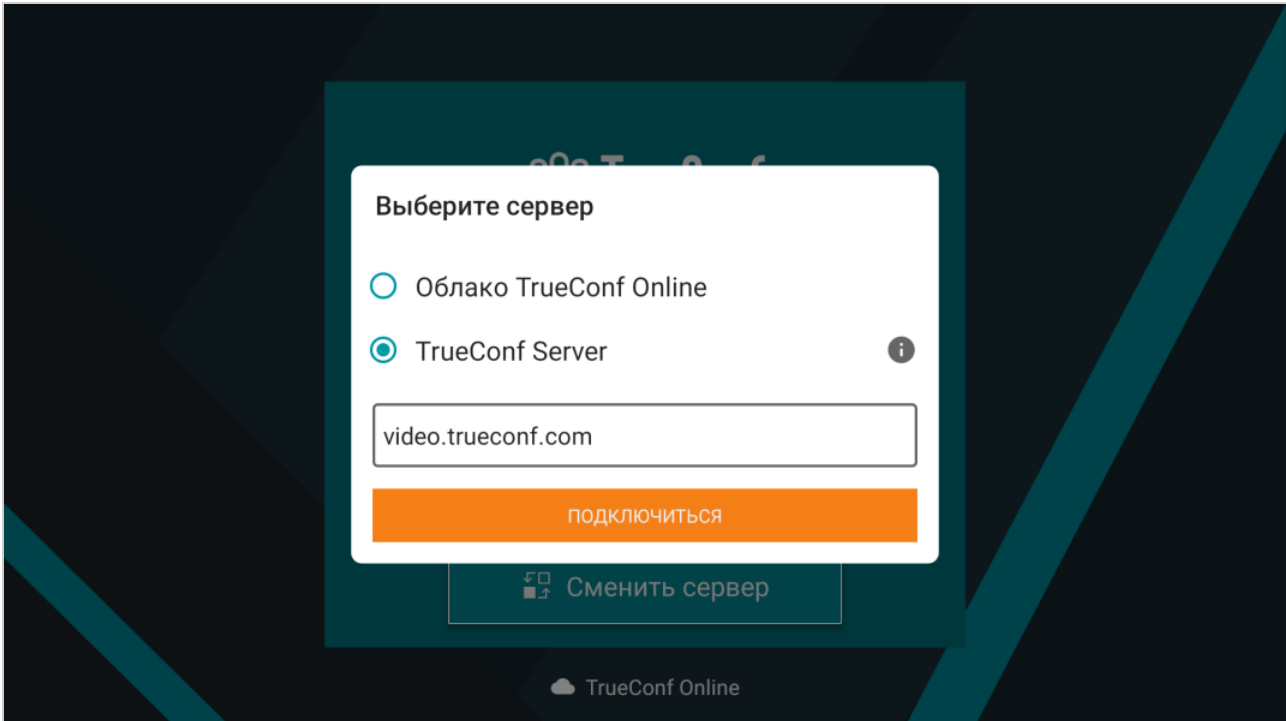 Выберите сервер
Облако TrueConf Online
TrueConf Server
video.trueconf.com
ПОДКЛЮЧИТЬСЯ
Сменить сервер
TrueConf Online